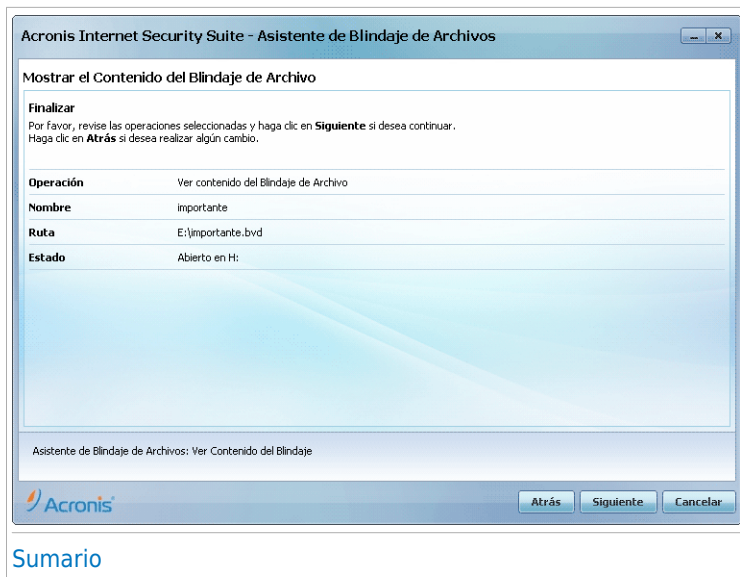 Acronis Internet Security Suite - Asistente de Blindaje de Archivos
Mostrar el Contenido del Blindaje de Archivo
Finalizar
Por favor, revise las operaciones seleccionadas y haga clic en Siguiente si desea continuar.
Haga clic en Atrás si desea realizar algún cambio.
Operación Ver contenido del Blindaje de Archivo
Nombre importante
Ruta E:\importante.bvd
Estado Abierto en H:
Asistente de Blindaje de Archivos: Ver Contenido del Blindaje
Acronis
Atrás Siguiente Cancelar
Sumario